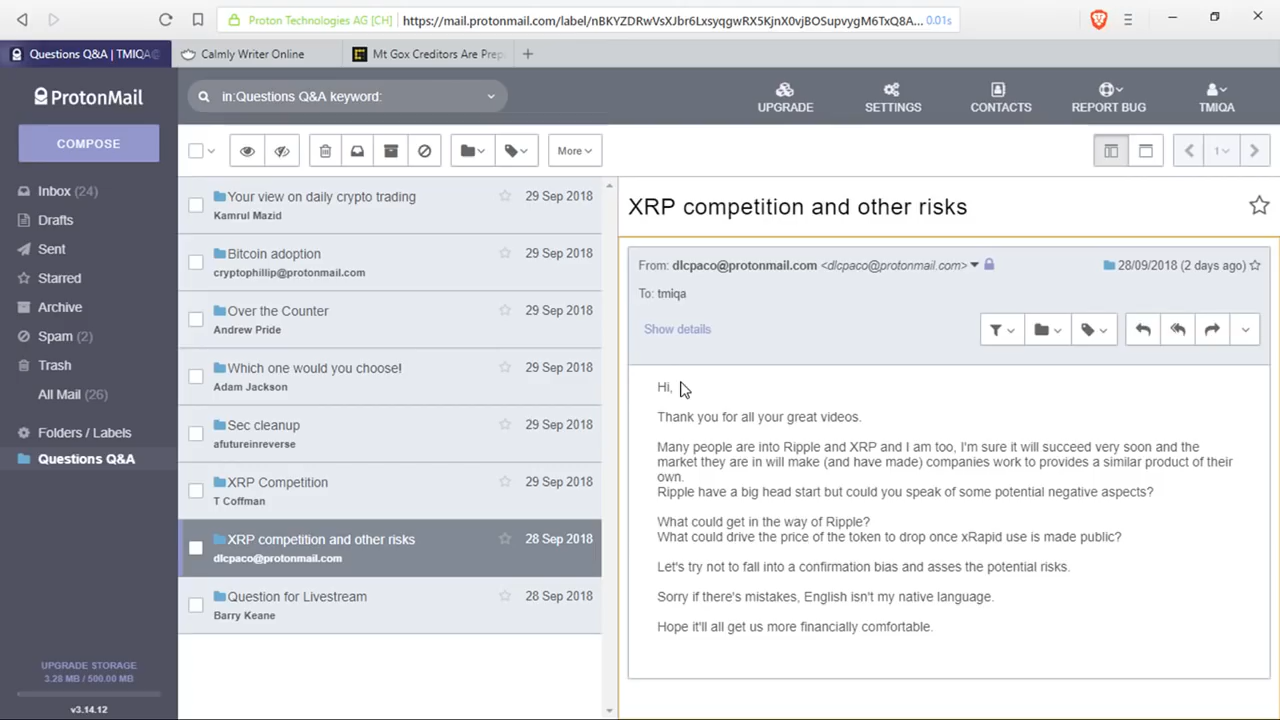 Proton Technologies AG [CH]
https://mail.protonmail.com/label/nBKYZDRwVsXJbr6LxsyqgwRX5KjnX0vjBOSupvygM6TxQ8A...
0.01s
Questions Q&A | TMIQA@
Calmly Writer Online
Mt Gox Creditors Are Prep
ProtonMail
in:Questions Q&A keyword:
UPGRADE
SETTINGS
CONTACTS
REPORT BUG
TMIQA
COMPOSE
More
1
Inbox (24)
Drafts
Sent
Starred
Archive
Spam (2)
Trash
All Mail (26)
Folders / Labels
Questions Q&A
UPGRADE STORAGE
3.28 MB / 500.00 MB
v3.14.12
Your view on daily crypto trading 29 Sep 2018
Kamrul Mazid
Bitcoin adoption 29 Sep 2018
cryptophillip@protonmail.com
Over the Counter 29 Sep 2018
Andrew Pride
Which one would you choose! 29 Sep 2018
Adam Jackson
Sec cleanup 29 Sep 2018
afutureinreverse
XRP Competition 29 Sep 2018
T Coffman
XRP competition and other risks 28 Sep 2018
dlcpaco@protonmail.com
Question for Livestream 28 Sep 2018
Barry Keane
XRP competition and other risks
From: dlcpaco@protonmail.com <dlcpaco@protonmail.com> 28/09/2018 (2 days ago)
To: tmiqa
Show details
Hi,
Thank you for all your great videos.
Many people are into Ripple and XRP and I am too, I'm sure it will succeed very soon and the
market they are in will make (and have made) companies work to provides a similar product of their
own.
Ripple have a big head start but could you speak of some potential negative aspects?
What could get in the way of Ripple?
What could drive the price of the token to drop once xRapid use is made public?
Let's try not to fall into a confirmation bias and asses the potential risks.
Sorry if there's mistakes, English isn't my native language.
Hope it'll all get us more financially comfortable.